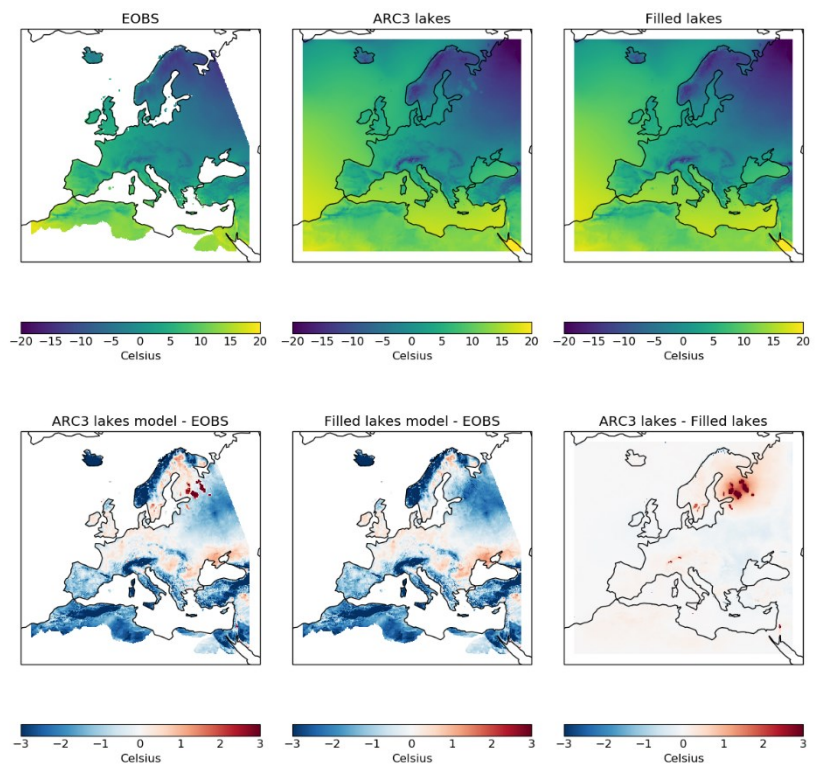 EOBS
ARC3 lakes
Filled lakes
−20 −15 −10 −5 0 5 10 15 20
Celsius
−20 −15 −10 −5 0 5 10 15 20
Celsius
−20 −15 −10 −5 0 5 10 15 20
Celsius
ARC3 lakes model - EOBS
Filled lakes model - EOBS
ARC3 lakes - Filled lakes
−3 −2 −1 0 1 2 3
Celsius
−3 −2 −1 0 1 2 3
Celsius
−3 −2 −1 0 1 2 3
Celsius